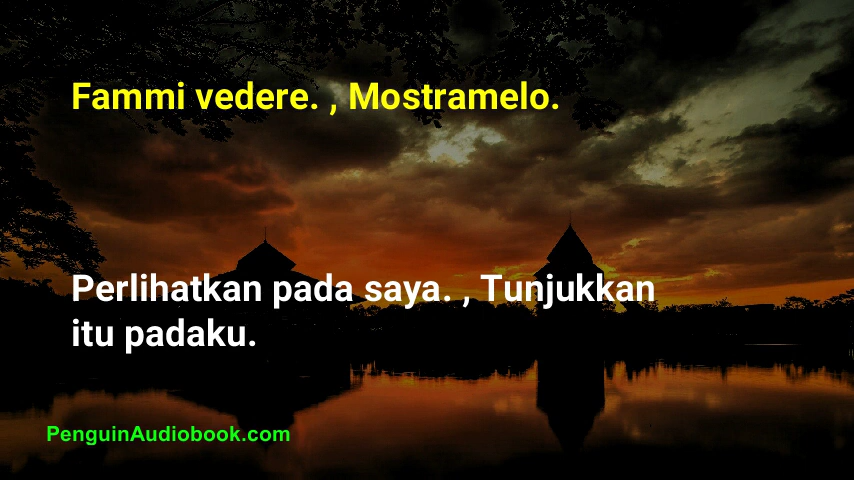 Fammi vedere. , Mostramelo.
Perlihatkan pada saya. , Tunjukkan
itu padaku.
PenguinAudiobook.com